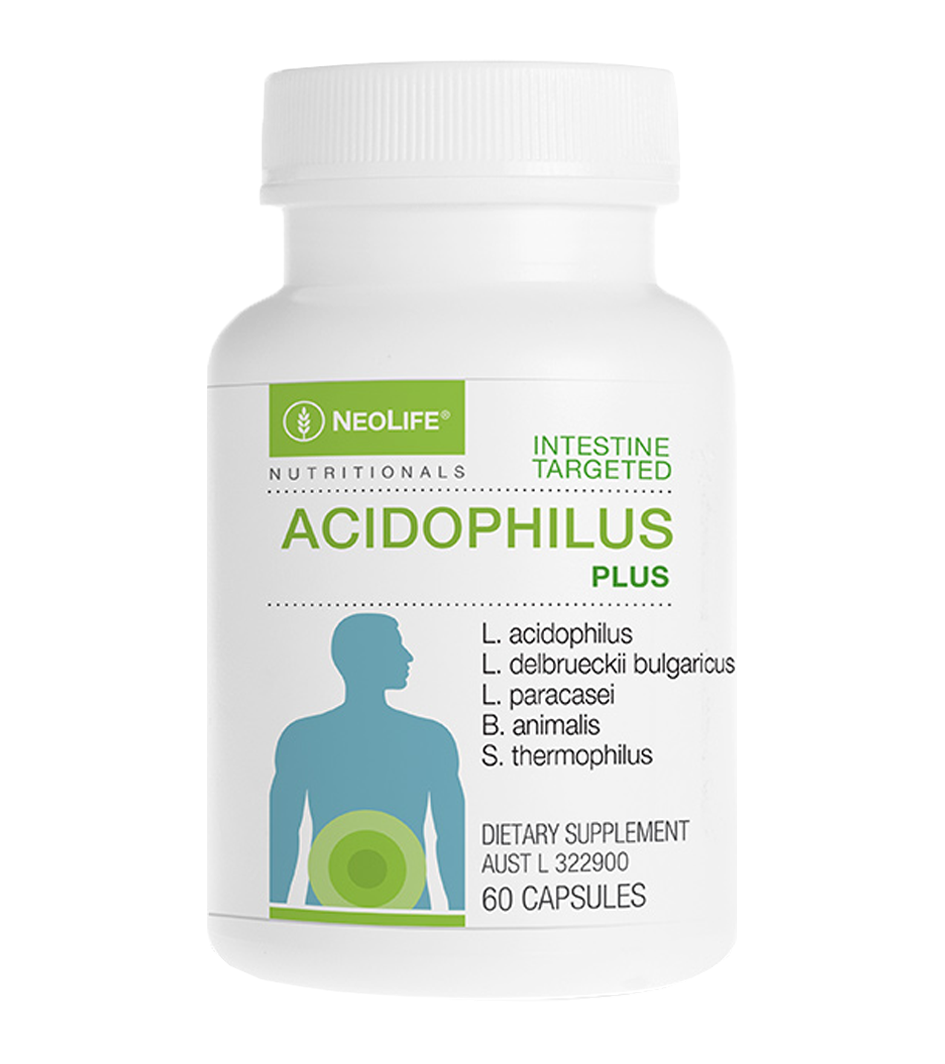 NEOLIFE®
NUTRITIONALS
INTESTINE
TARGETED
ACIDOPHILUS
PLUS
L. acidophilus
L. delbrueckii bulgaricus
L. paracasei
B. animalis
S. thermophilus
DIETARY SUPPLEMENT
AUST L 322900
60 CAPSULES